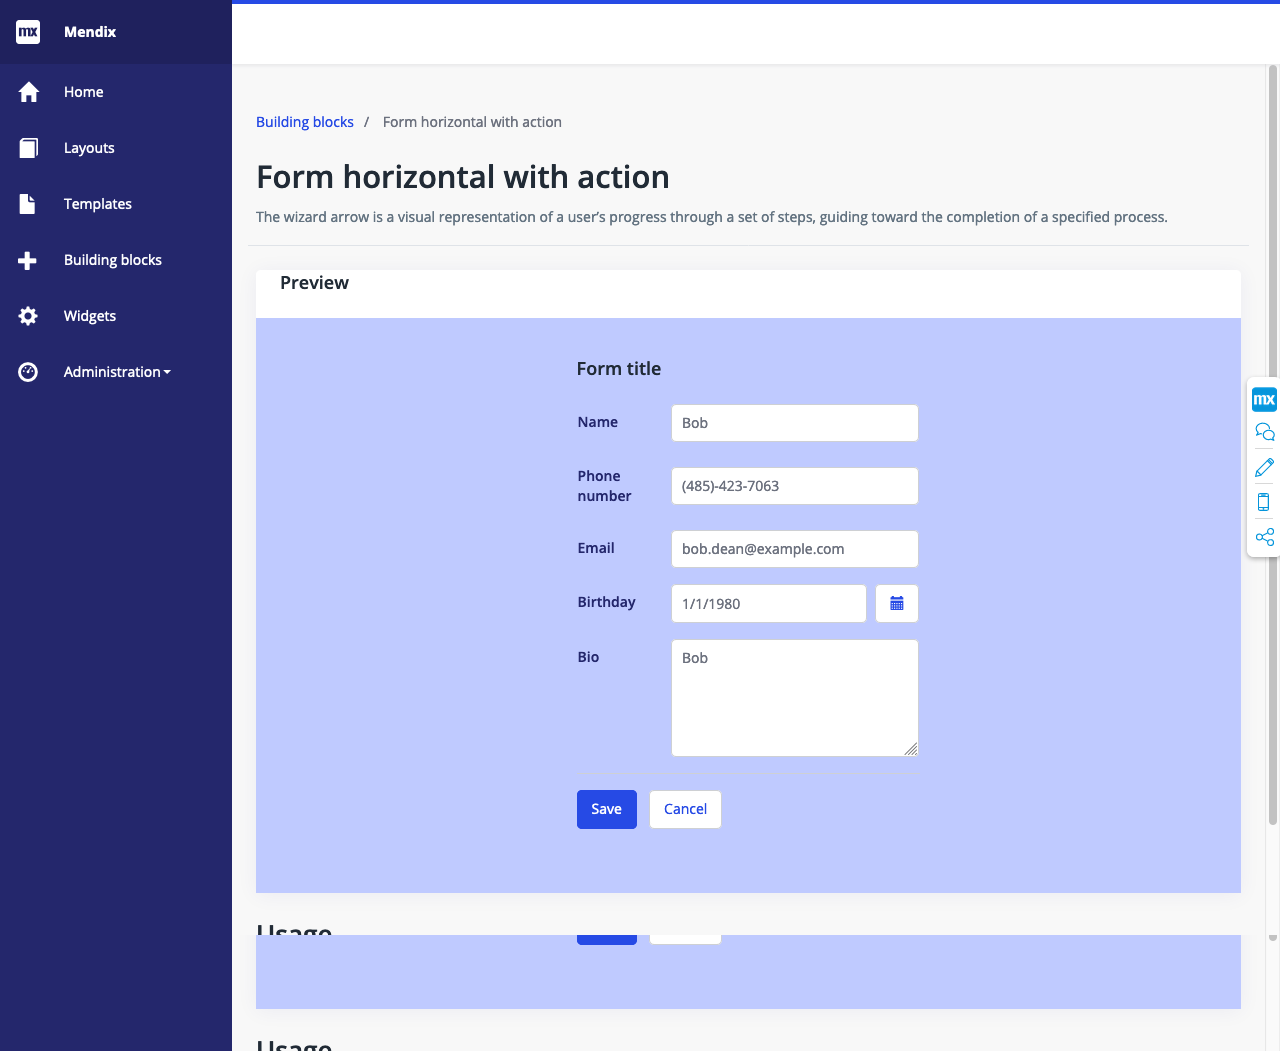 mx Mendix
Home
Layouts
Templates
Building blocks
Widgets
Administration
Building blocks / Form horizontal with action
Form horizontal with action
The wizard arrow is a visual representation of a user’s progress through a set of steps, guiding toward the completion of a specified process.
Preview
Form title
Name Bob
Phone number (485)-423-7063
Email bob.dean@example.com
Birthday 1/1/1980
Bio Bob
Save Cancel
mx
Usage
Usage